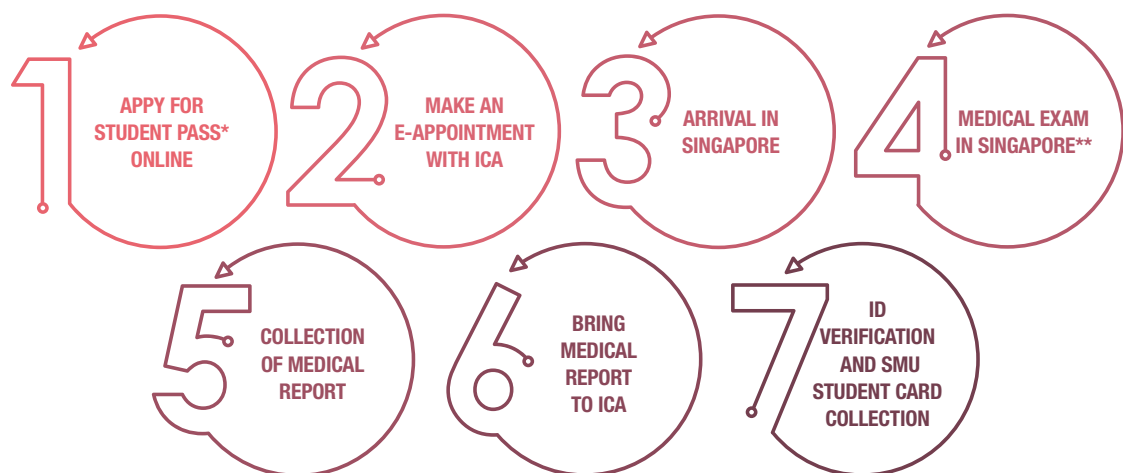 1
APPY FOR
STUDENT PASS*
ONLINE
2
MAKE AN
E-APPOINTMENT
WITH ICA
3
ARRIVAL IN
SINGAPORE
4
MEDICAL EXAM
IN SINGAPORE**
5
COLLECTION
OF MEDICAL
REPORT
6
BRING
MEDICAL
REPORT
TO ICA
7
ID
VERIFICATION
AND SMU
STUDENT CARD
COLLECTION